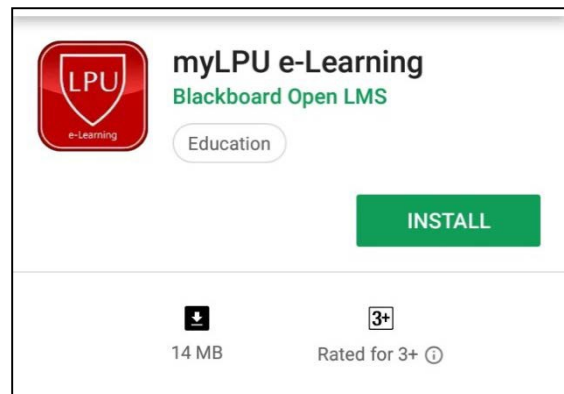 LPU
e-Learning
myLPU e-Learning
Blackboard Open LMS
Education
INSTALL
3+
14 MB
Rated for 3+